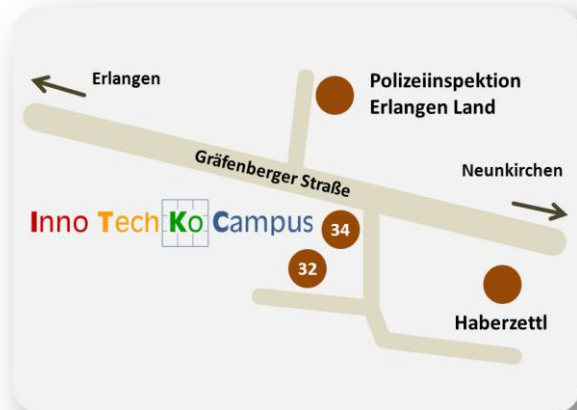 Erlangen
Polizeiinspektion
Erlangen Land
Gräfenberger Straße
Neunkirchen
Inno Tech Ko Campus
34
32
Haberzettl